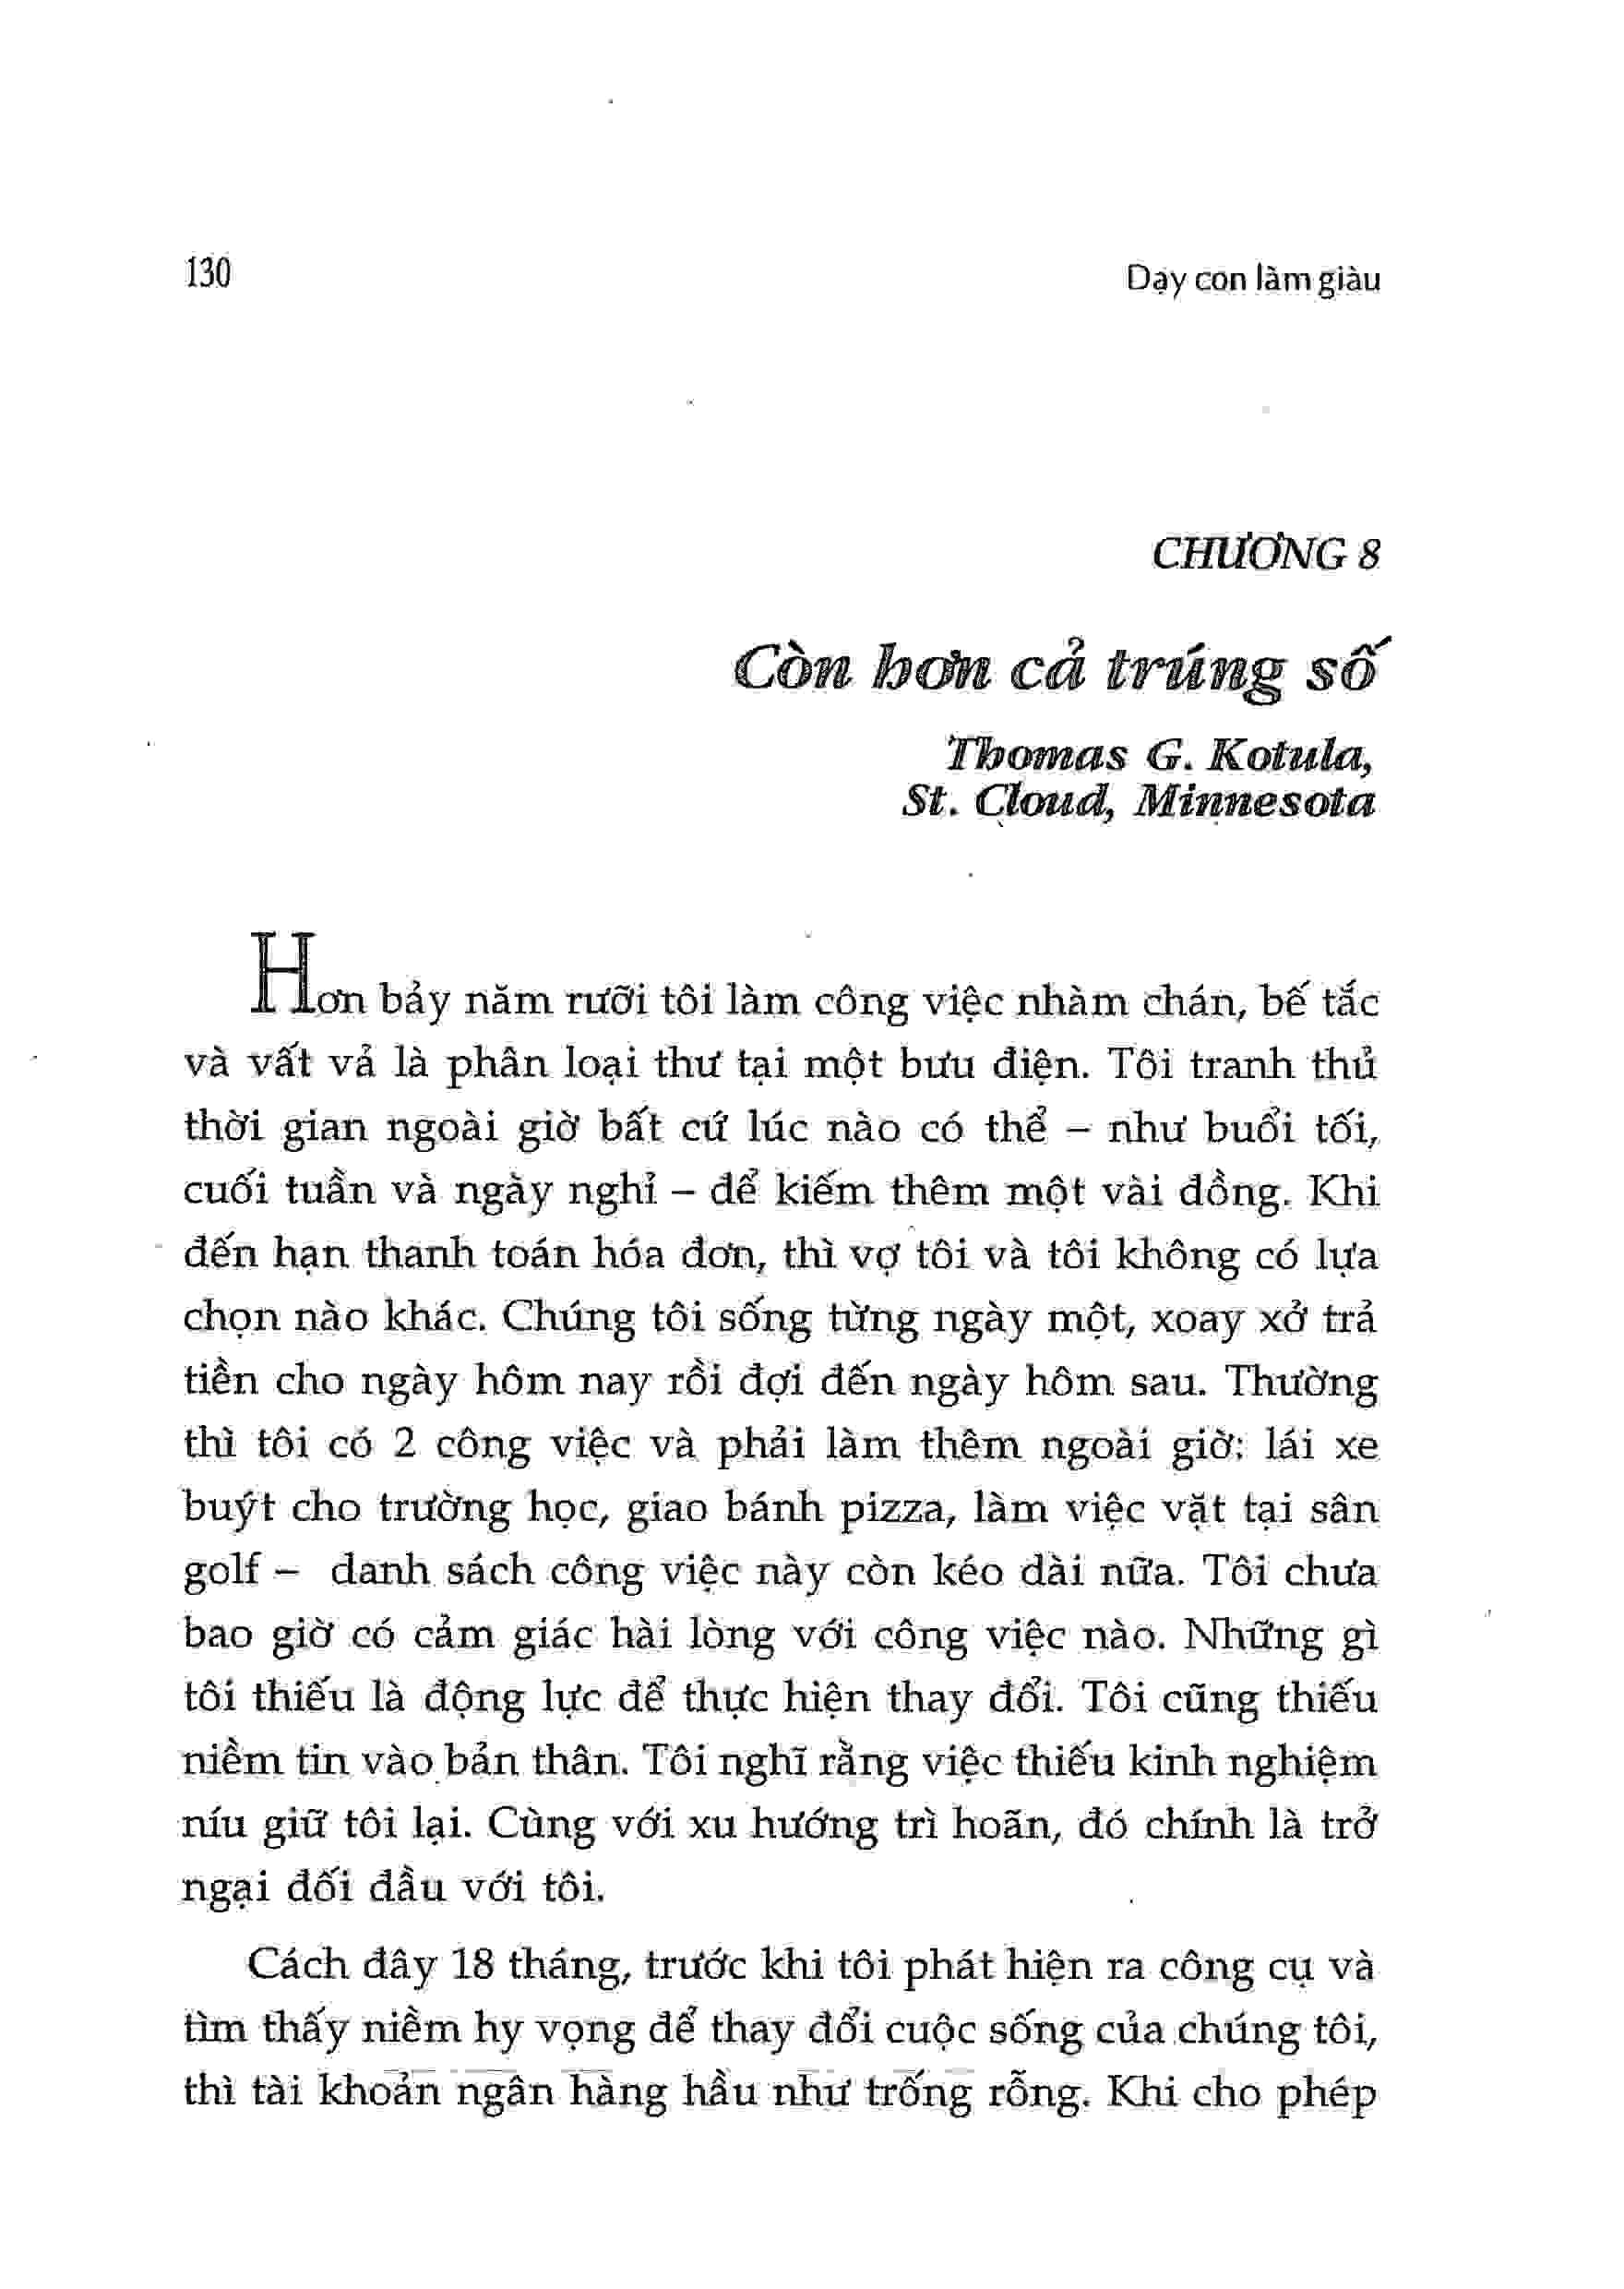 130
Dạy con làm giàu
CHƯƠNG 8
Còn hơn cả trúng số
Thomas G. Kotula,
St. Cloud, Minnesota
Hơn bảy năm rưỡi tôi làm công việc nhàm chán, bế tắc
và vất vả là phân loại thư tại một bưu điện. Tôi tranh thủ
thời gian ngoài giờ bất cứ lúc nào có thể – như buổi tối,
cuối tuần và ngày nghỉ – để kiếm thêm một vài đồng. Khi
đến hạn thanh toán hóa đơn, thì vợ tôi và tôi không có lựa
chọn nào khác. Chúng tôi sống từng ngày một, xoay xở trả
tiền cho ngày hôm nay rồi đợi đến ngày hôm sau. Thường
thì tôi có 2 công việc và phải làm thêm ngoài giờ: lái xe
buýt cho trường học, giao bánh pizza, làm việc vặt tại sân
golf – danh sách công việc này còn kéo dài nữa. Tôi chưa
bao giờ có cảm giác hài lòng với công việc nào. Những gì
tôi thiếu là động lực để thực hiện thay đổi. Tôi cũng thiếu
niềm tin vào bản thân. Tôi nghĩ rằng việc thiếu kinh nghiệm
níu giữ tôi lại. Cùng với xu hướng trì hoãn, đó chính là trở
ngại đối đầu với tôi.
Cách đây 18 tháng, trước khi tôi phát hiện ra công cụ và
tìm thấy niềm hy vọng để thay đổi cuộc sống của chúng tôi,
thì tài khoản ngân hàng hầu như trống rỗng. Khi cho phép